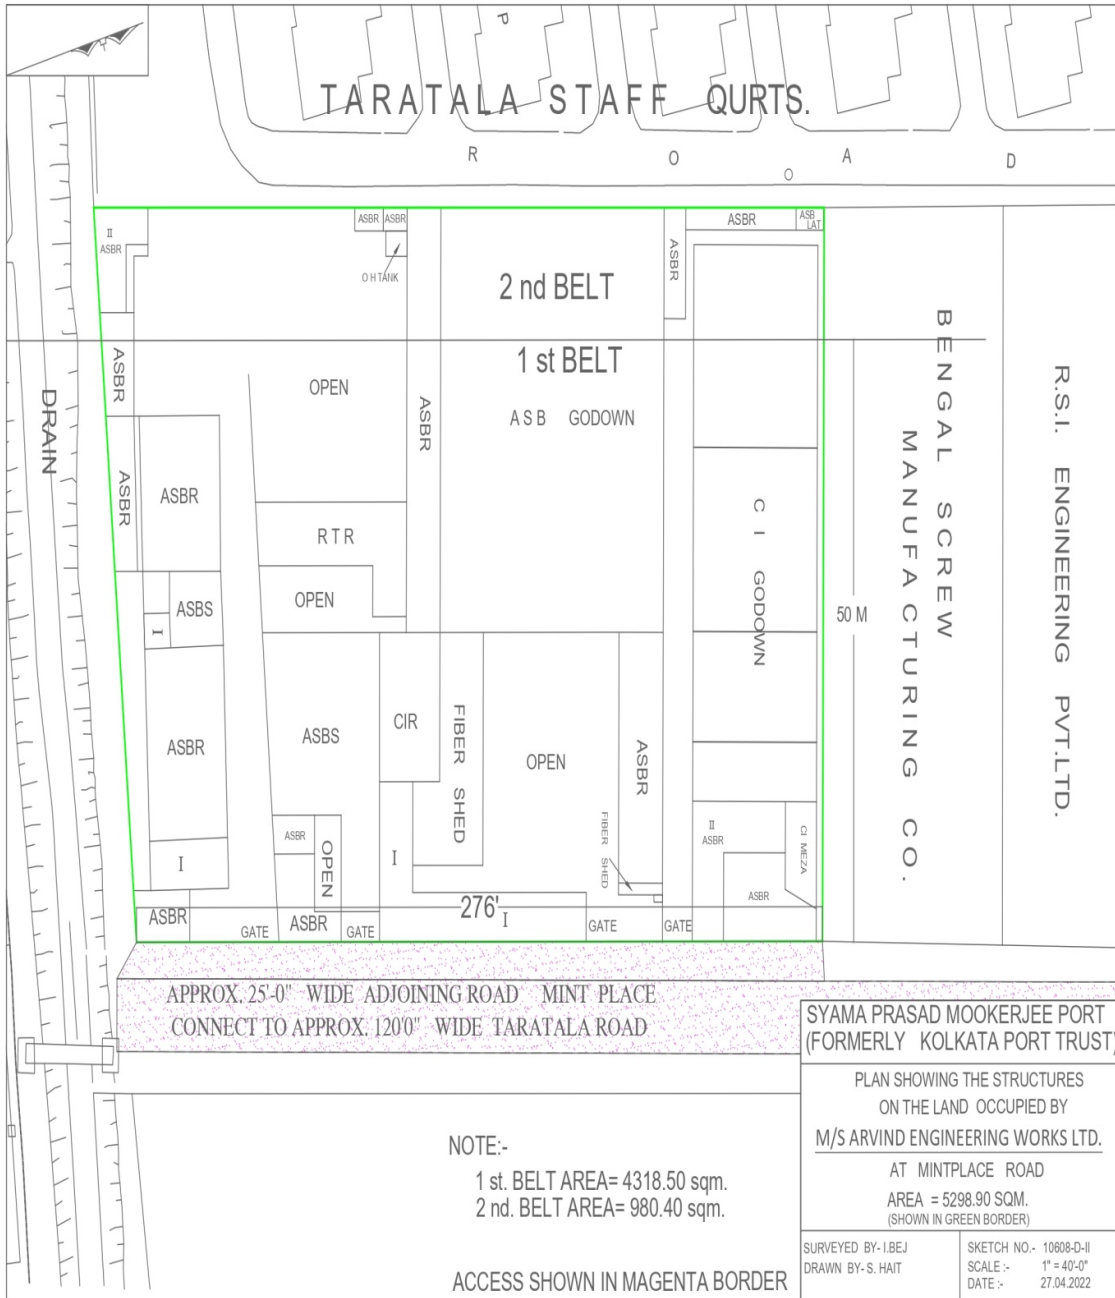 P
TARATALA STAFF QURTS.
R O O A D
II
ASBR
ASBR
ASBR
O H TANK
ASBR
ASBR
ASB
LAT
2 nd BELT
1 st BELT
A S B GODOWN
OPEN
ASBR
ASBR
ASBR
ASBR
DRAIN
R T R
OPEN
ASBS
I
C I GODOWN
50 M
BENGAL SCREW
MANUFACTURING CO.
R.S.I. ENGINEERING PVT.LTD.
ASBR
ASBS
CIR
FIBER SHED
OPEN
ASBR
FIBER SHED
II
ASBR
CI MEZA
ASBR
ASBR
OPEN
I
I
ASBR
GATE
ASBR
GATE
276'
I
GATE
GATE
APPROX. 25'-0" WIDE ADJOINING ROAD MINT PLACE
CONNECT TO APPROX. 120'0" WIDE TARATALA ROAD
SYAMA PRASAD MOOKERJEE PORT
(FORMERLY KOLKATA PORT TRUST)
PLAN SHOWING THE STRUCTURES
ON THE LAND OCCUPIED BY
M/S ARVIND ENGINEERING WORKS LTD.
AT MINTPLACE ROAD
AREA = 5298.90 SQM.
(SHOWN IN GREEN BORDER)
SURVEYED BY- I.BEJ
DRAWN BY- S. HAIT
SKETCH NO.- 10608-D-II
SCALE :- 1" = 40'-0"
DATE :- 27.04.2022
NOTE:-
1 st. BELT AREA= 4318.50 sqm.
2 nd. BELT AREA= 980.40 sqm.
ACCESS SHOWN IN MAGENTA BORDER